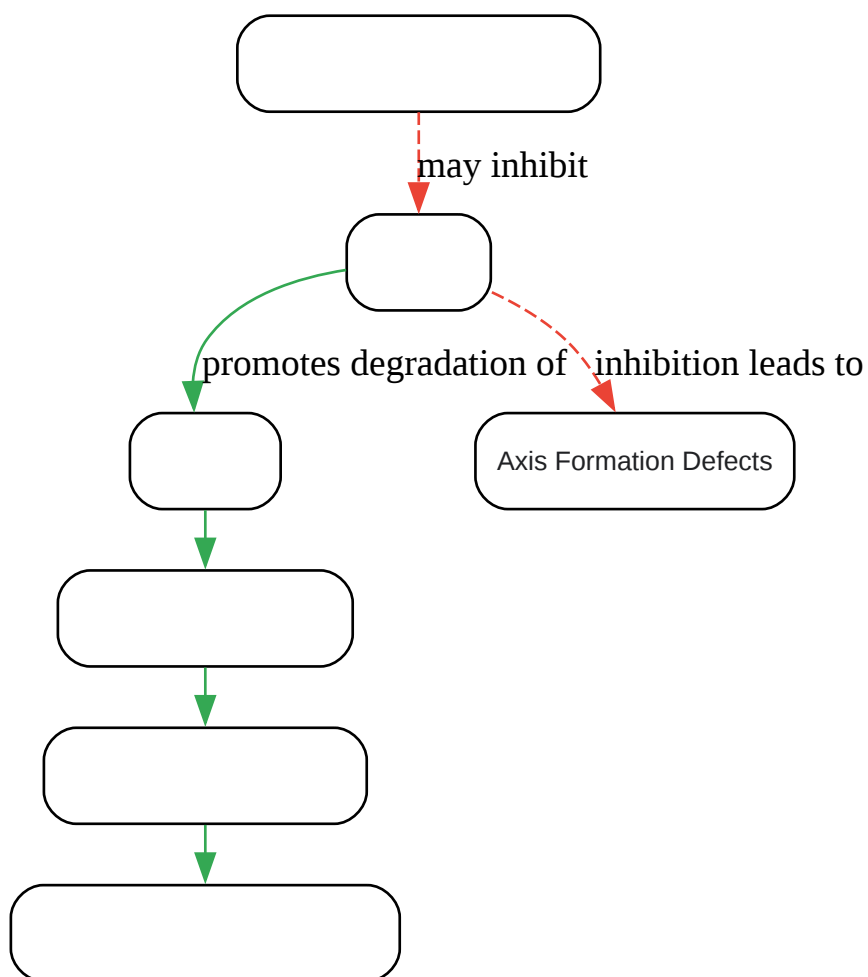 may inhibit
promotes degradation of
inhibition leads to
Axis Formation Defects